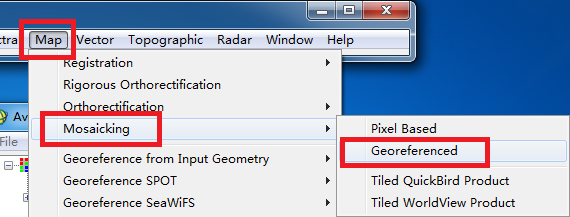 ctral Map Vector Topographic Radar Window Help
Registration
Rigorous Orthorectification
Orthorectification
Mosaicking
Georeference from Input Geometry
Georeference SPOT
Georeference SeaWiFS
Pixel Based
Georeferenced
Tiled QuickBird Product
Tiled WorldView Product
Av
File